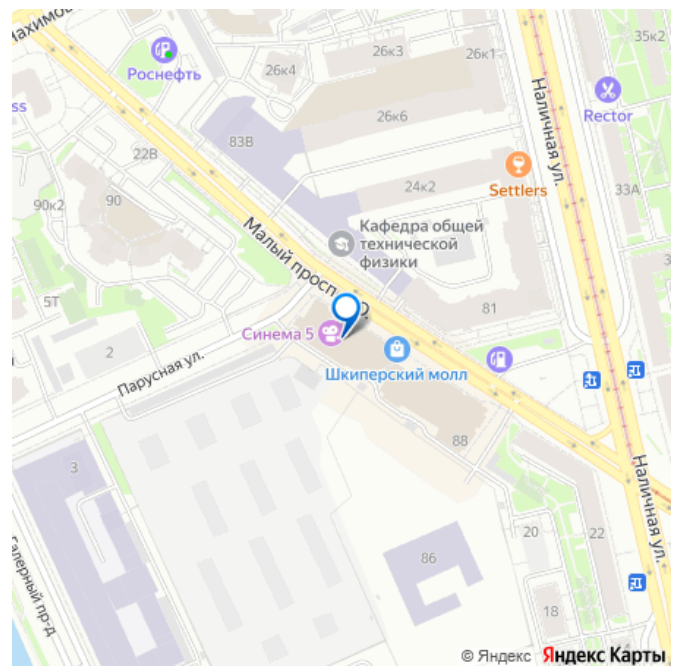 Нахимова
26к3
26к1
35к2
Роснефть
26к4
Наличная ул.
Rector
ess
26к6
83В
22В
Settlers
24к2
33А
90к2
90
Кафедра общей
технической
физики
Малый просп. В.О.
5Т
81
Синема 5
2
Шкиперский молл
Парусная ул.
88
3
Наличная ул.
20
22
86
Галерный пр-д
18
© Яндекс Яндекс Карты